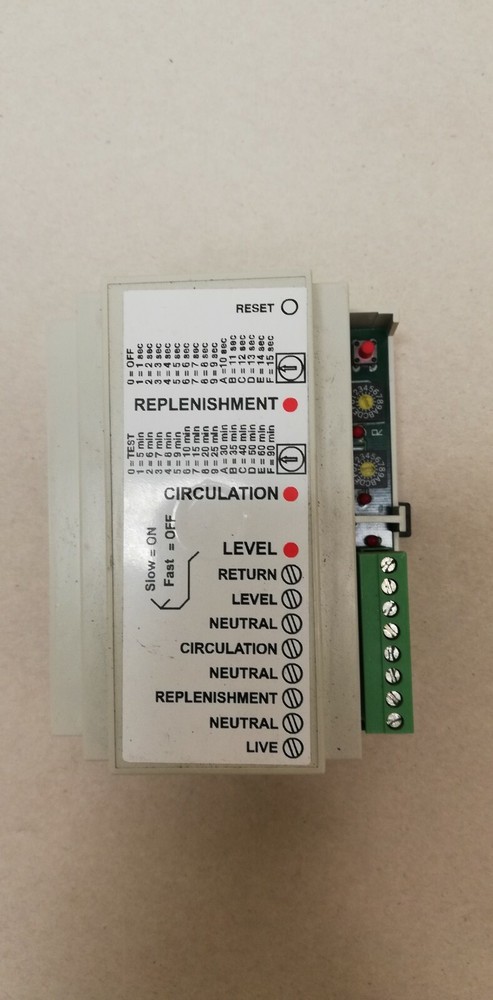 RESET
0 = OFF
1 = 1 sec
2 = 2 sec
3 = 3 sec
4 = 4 sec
5 = 5 sec
6 = 6 sec
7 = 7 sec
8 = 8 sec
9 = 9 sec
A = 10 sec
B = 11 sec
C = 12 sec
D = 13 sec
E = 14 sec
F = 15 sec
REPLENISHMENT
0 = TEST
1 = 5 min
2 = 6 min
3 = 7 min
4 = 8 min
5 = 9 min
6 = 10 min
7 = 15 min
8 = 20 min
9 = 25 min
A = 30 min
B = 35 min
C = 40 min
D = 50 min
E = 60 min
F = 90 min
CIRCULATION
Slow = ON
Fast = OFF
LEVEL
RETURN
LEVEL
NEUTRAL
CIRCULATION
NEUTRAL
REPLENISHMENT
NEUTRAL
LIVE
R